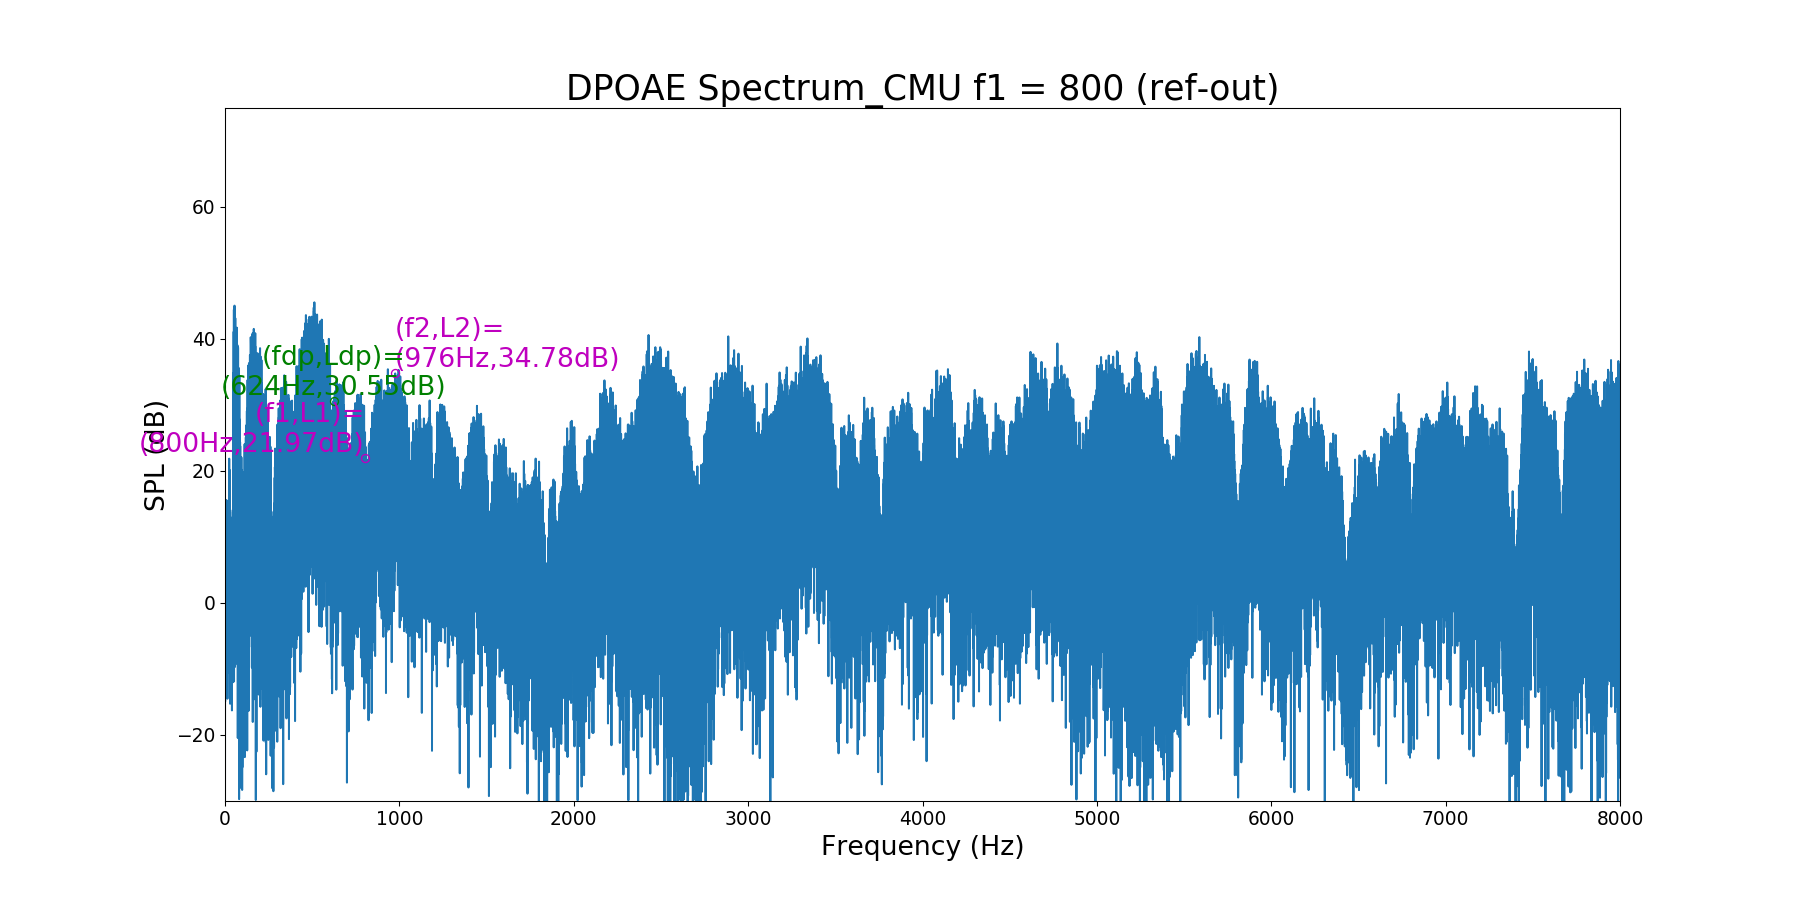 DPOAE Spectrum_CMU f1 = 800 (ref-out)
SPL (dB)
60
40
20
0
−20
(f2,L2)=
(976Hz,34.78dB)
(fdp,Ldp)=
(624Hz,30.55dB)
(f1,L1)=
(800Hz,21.97dB)
0 1000 2000 3000 4000 5000 6000 7000 8000
Frequency (Hz)